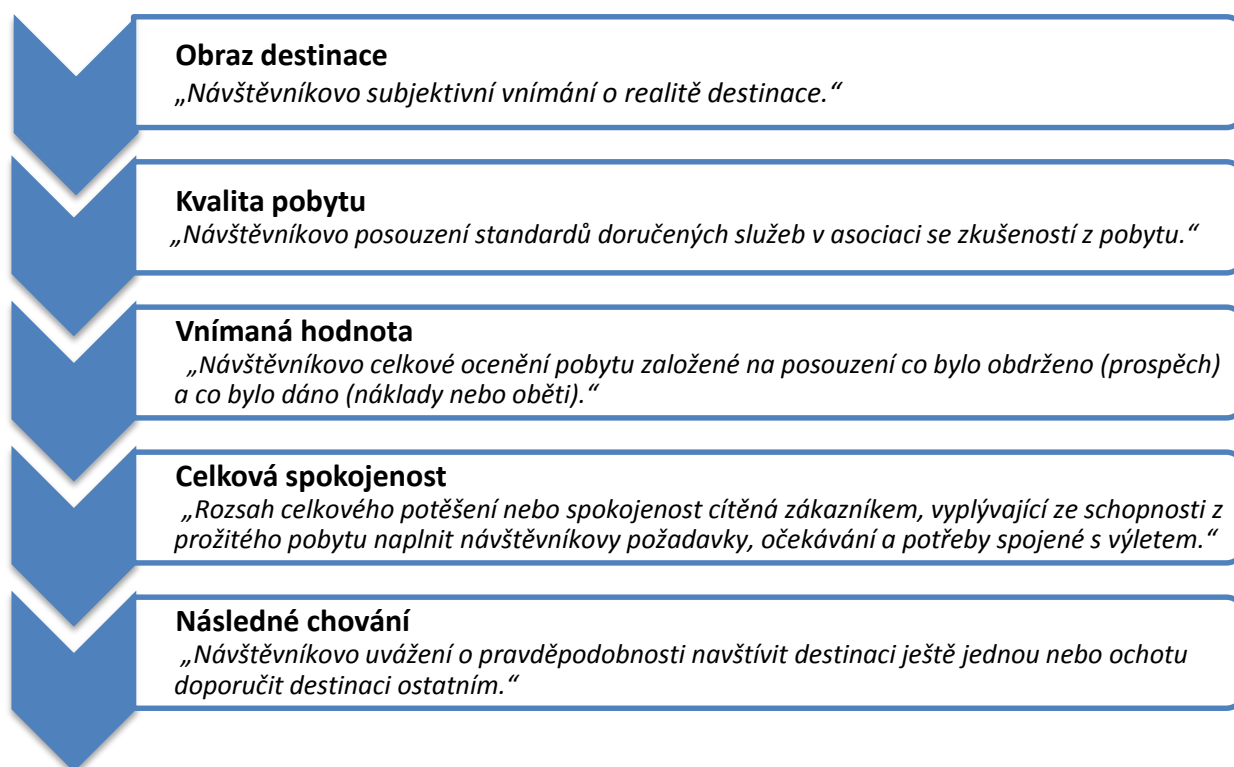 Obraz destinace
„Návštěvníkovo subjektivní vnímání o realitě destinace.“
Kvalita pobytu
„Návštěvníkovo posouzení standardů doručených služeb v asociaci se zkušeností z pobytu.“
Vnímaná hodnota
„Návštěvníkovo celkové ocenění pobytu založené na posouzení co bylo obdrženo (prospěch)
a co bylo dáno (náklady nebo oběti).“
Celková spokojenost
„Rozsah celkového potěšení nebo spokojenost cítěná zákazníkem, vyplývající ze schopnosti z
prožitého pobytu naplnit návštěvníkovy požadavky, očekávání a potřeby spojené s výletem.“
Následné chování
„Návštěvníkovo uvážení o pravděpodobnosti navštívit destinaci ještě jednou nebo ochotu
doporučit destinaci ostatním.“